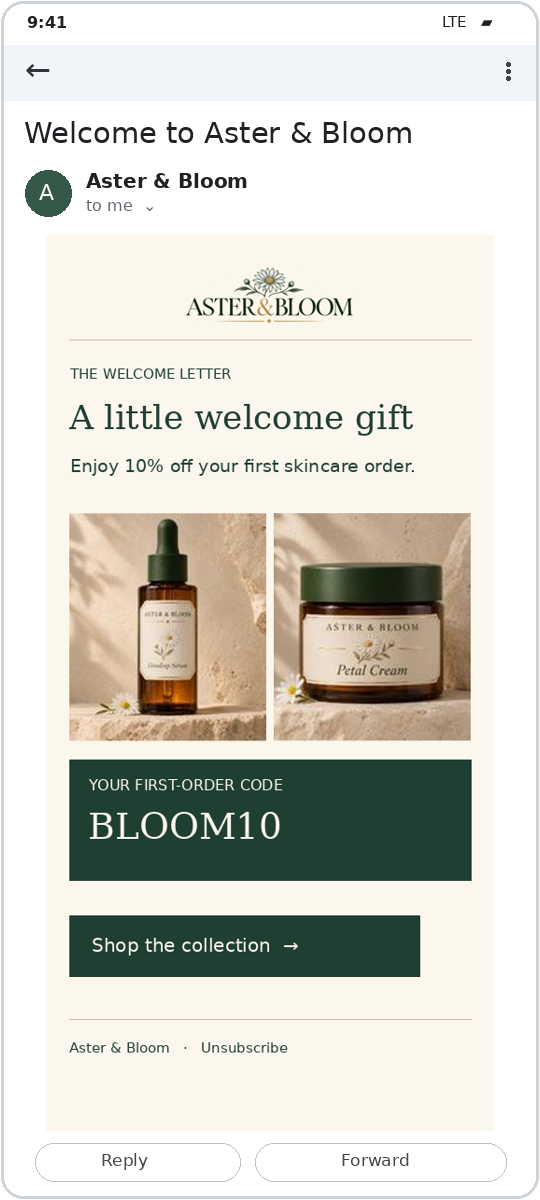 9:41 LTE
Welcome to Aster & Bloom
A
Aster & Bloom
to me
ASTER&BLOOM
THE WELCOME LETTER
A little welcome gift
Enjoy 10% off your first skincare order.
ASTER & BLOOM
Dewdrop Serum
ASTER & BLOOM
Petal Cream
YOUR FIRST-ORDER CODE
BLOOM10
Shop the collection →
Aster & Bloom · Unsubscribe
Reply Forward